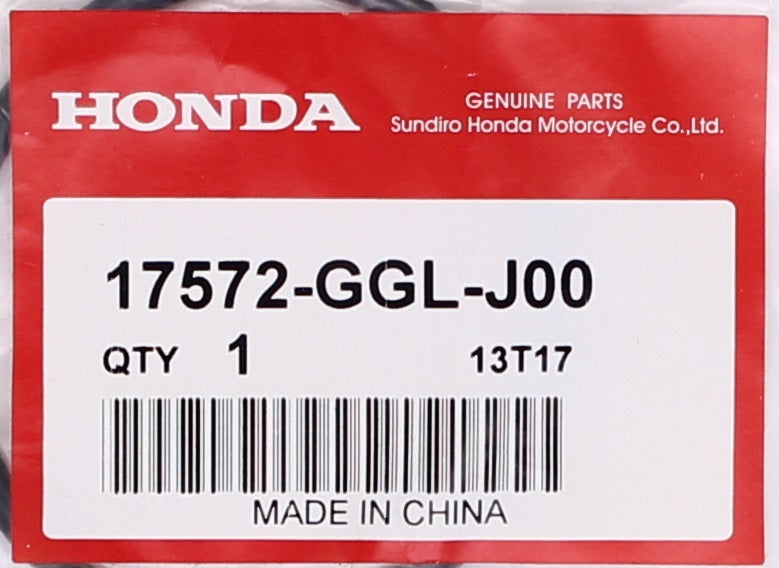 HONDA
GENUINE PARTS
Sundiro Honda Motorcycle Co.,Ltd.
17572-GGL-J00
QTY 1 13T17
MADE IN CHINA